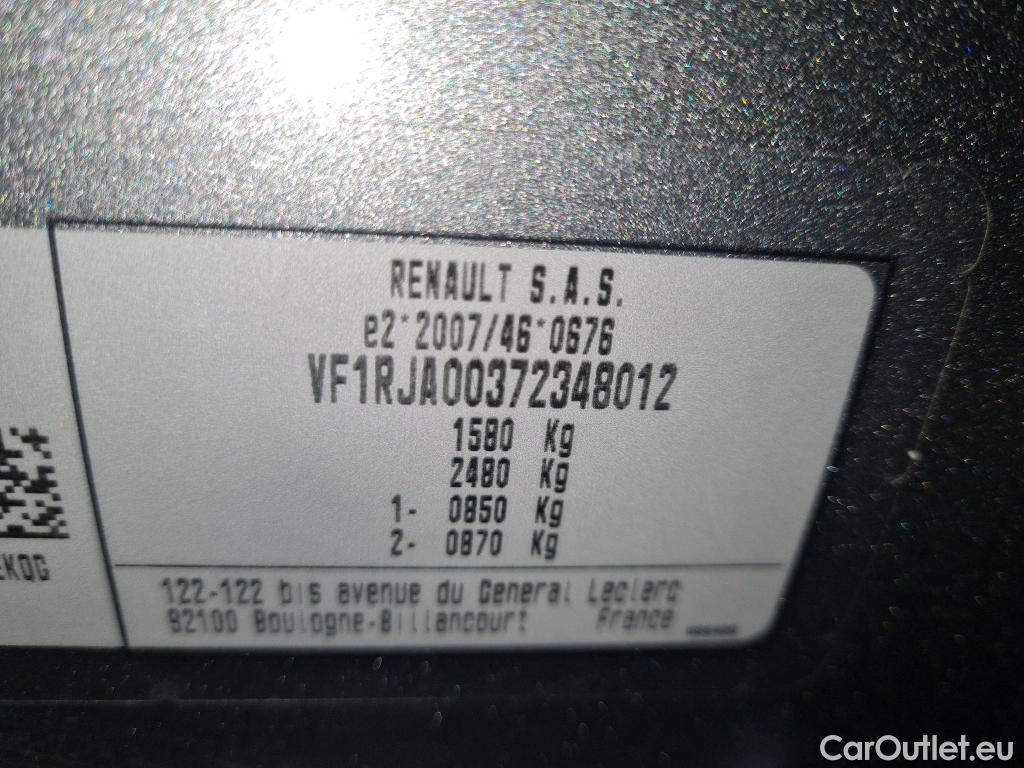 RENAULT S.A.S.
e2*2007/46*0676
VF1RJA00372348012
1580 Kg
2480 Kg
1- 0850 Kg
2- 0870 Kg
122-122 bis avenue du General Leclerc
92100 Boulogne-Billancourt France
CarOutlet.eu